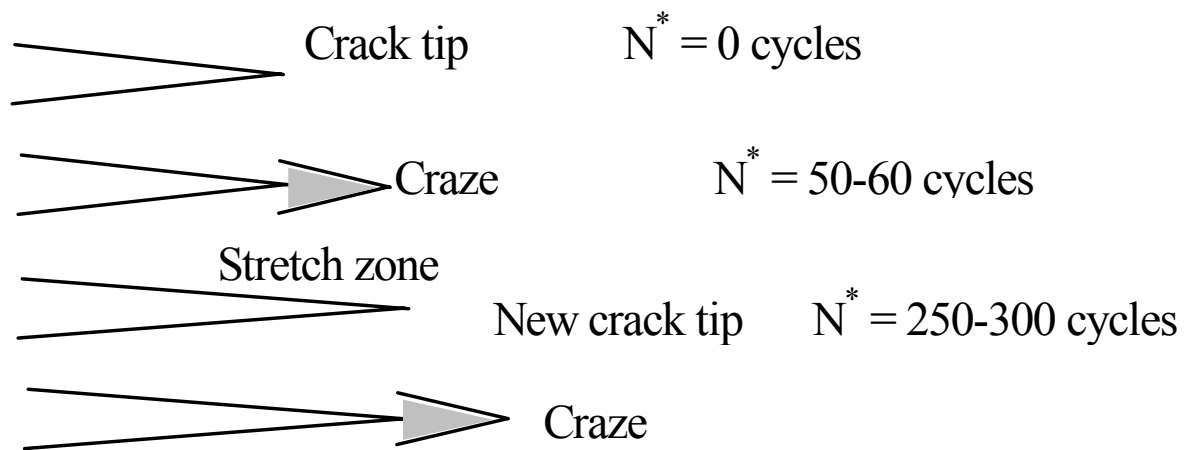 Crack tip N* = 0 cycles
Craze N* = 50-60 cycles
Stretch zone
New crack tip N* = 250-300 cycles
Craze